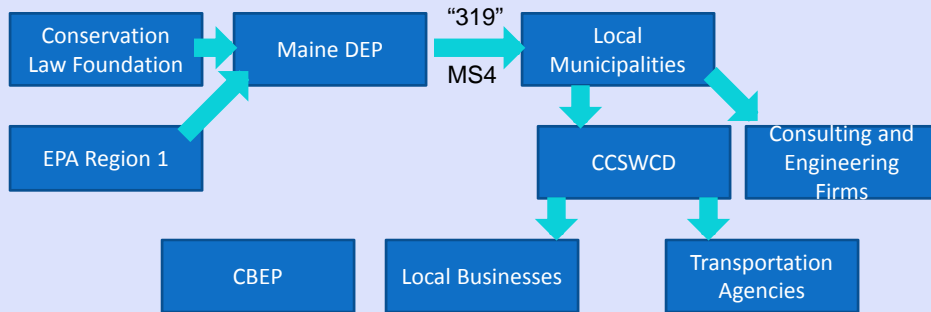 “319”
Conservation
Law Foundation
Maine DEP
Local
Municipalities
MS4
EPA Region 1
CCSWCD
Consulting and
Engineering
Firms
CBEP
Local Businesses
Transportation
Agencies